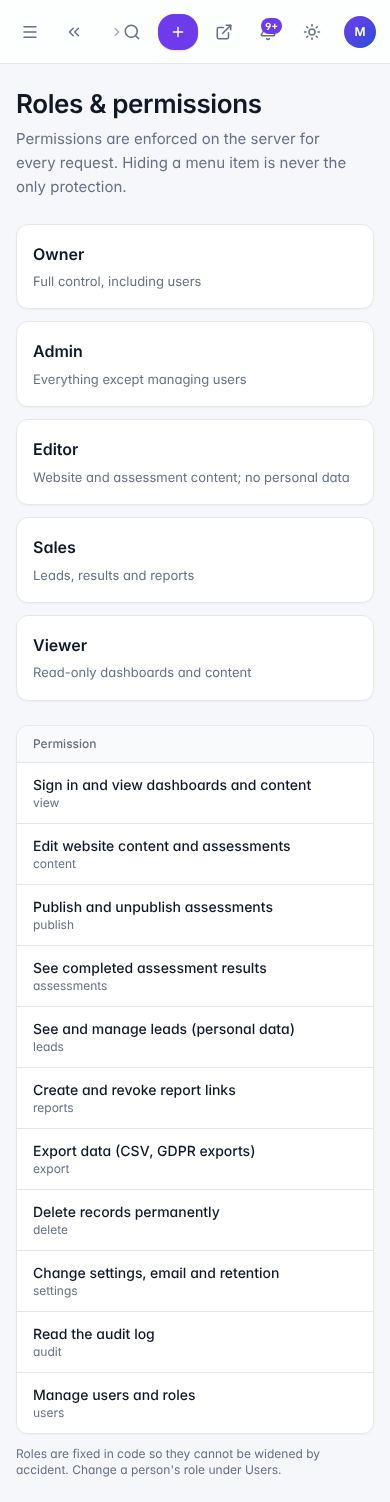 9+
M
Roles & permissions
Permissions are enforced on the server for
every request. Hiding a menu item is never the
only protection.
Owner
Full control, including users
Admin
Everything except managing users
Editor
Website and assessment content; no personal data
Sales
Leads, results and reports
Viewer
Read-only dashboards and content
Permission
Sign in and view dashboards and content
view
Edit website content and assessments
content
Publish and unpublish assessments
publish
See completed assessment results
assessments
See and manage leads (personal data)
leads
Create and revoke report links
reports
Export data (CSV, GDPR exports)
export
Delete records permanently
delete
Change settings, email and retention
settings
Read the audit log
audit
Manage users and roles
users
Roles are fixed in code so they cannot be widened by
accident. Change a person's role under Users.